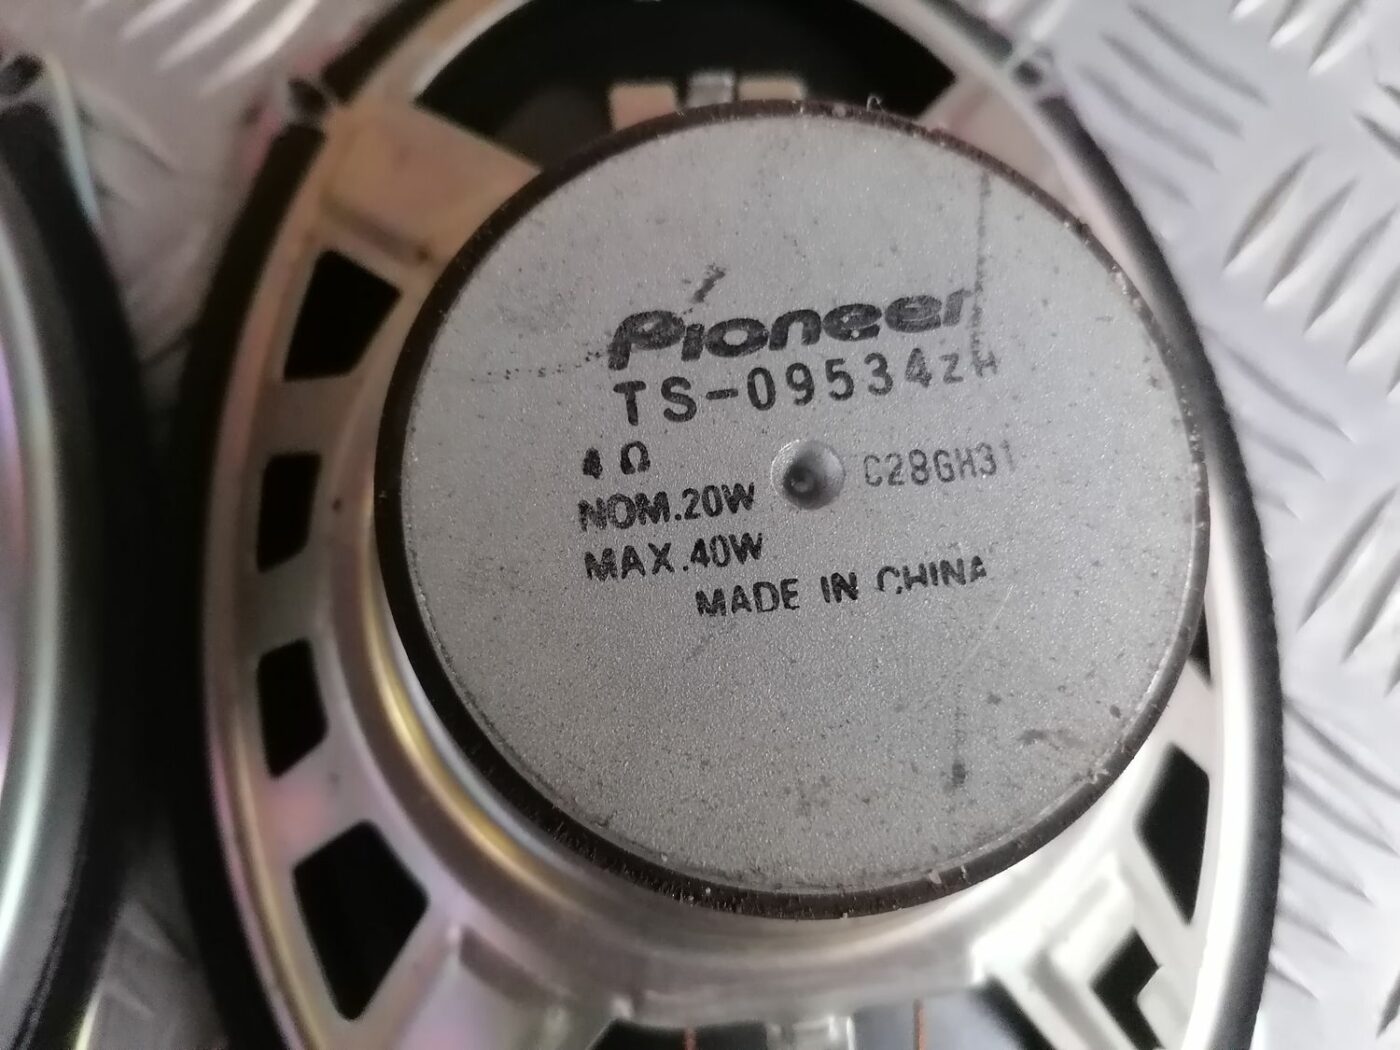 Pioneer
TS-09534ZH
4 Ω
C28GH31
NOM.20W
MAX.40W
MADE IN CHINA